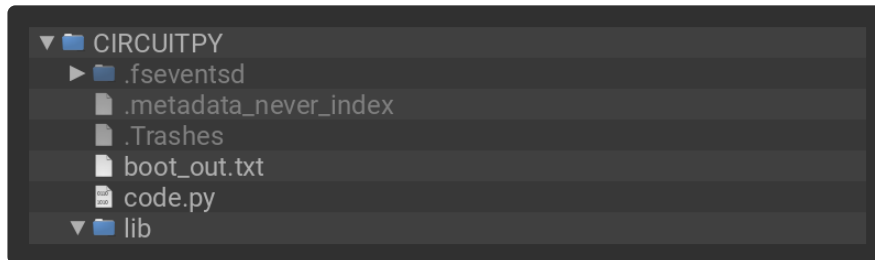 CIRCUITPY
.fseventsd
.metadata_never_index
.Trashes
boot_out.txt
code.py
lib